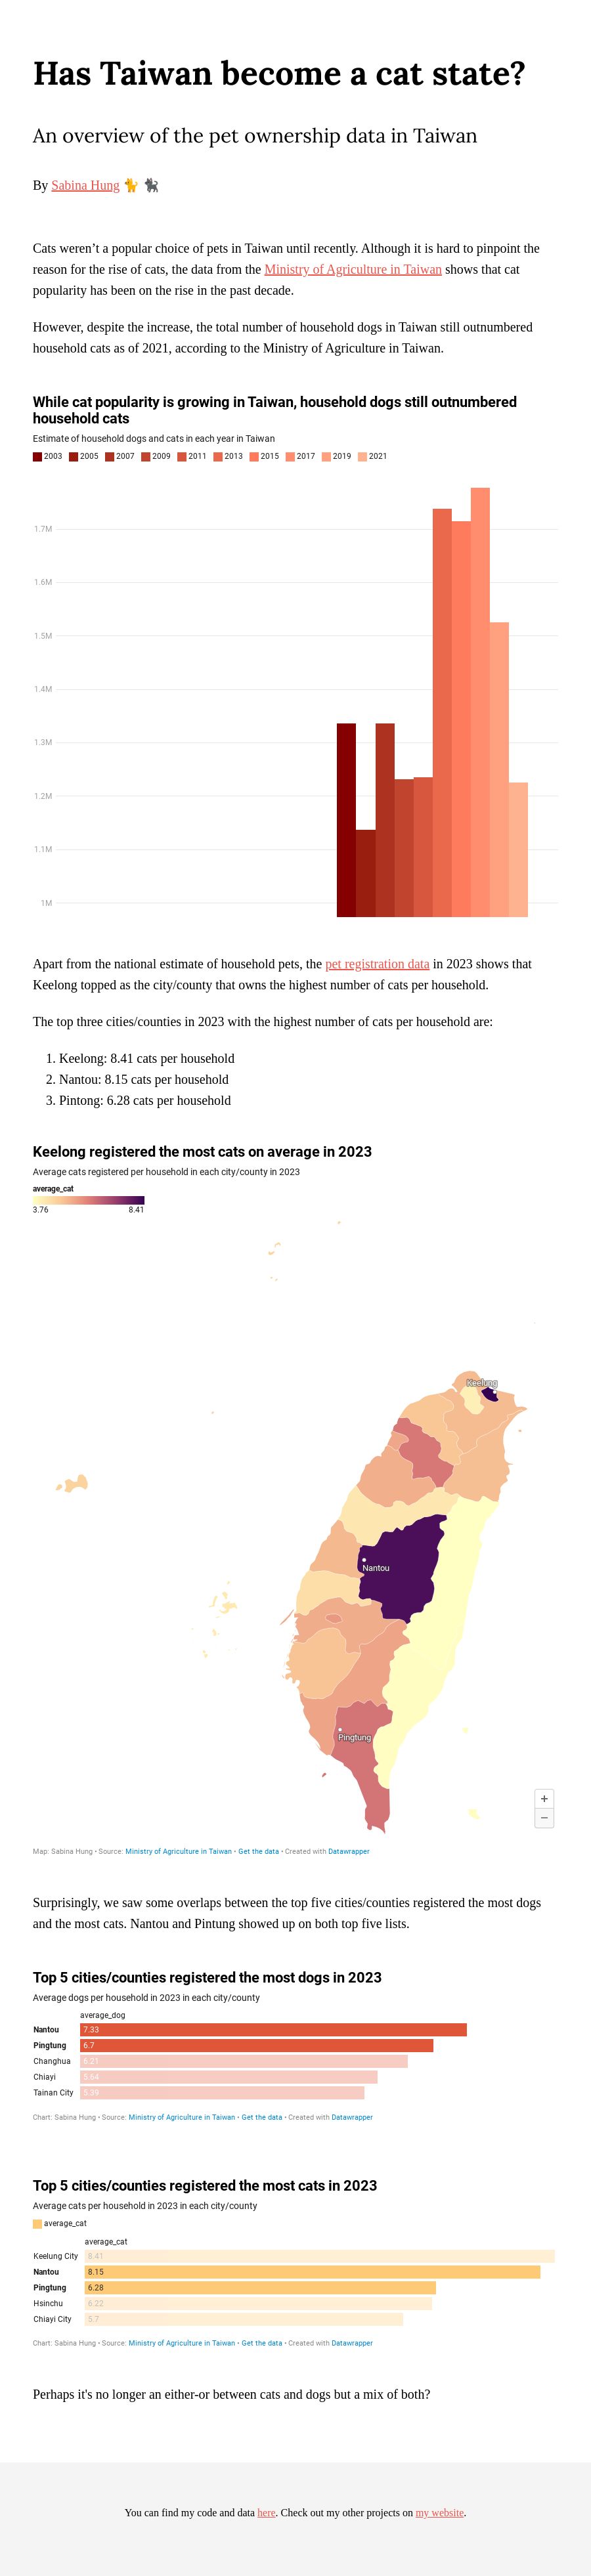 Has Taiwan become a cat state?
An overview of the pet ownership data in Taiwan
By Sabina Hung 🐈 🐈‍⬛
Cats weren’t a popular choice of pets in Taiwan until recently. Although it is hard to pinpoint the
reason for the rise of cats, the data from the Ministry of Agriculture in Taiwan shows that cat
popularity has been on the rise in the past decade.
However, despite the increase, the total number of household dogs in Taiwan still outnumbered
household cats as of 2021, according to the Ministry of Agriculture in Taiwan.
While cat popularity is growing in Taiwan, household dogs still outnumbered
household cats
Estimate of household dogs and cats in each year in Taiwan
2003 2005 2007 2009 2011 2013 2015 2017 2019 2021
1.7M
1.6M
1.5M
1.4M
1.3M
1.2M
1.1M
1M
Apart from the national estimate of household pets, the pet registration data in 2023 shows that
Keelong topped as the city/county that owns the highest number of cats per household.
The top three cities/counties in 2023 with the highest number of cats per household are:
1. Keelong: 8.41 cats per household
2. Nantou: 8.15 cats per household
3. Pintong: 6.28 cats per household
Keelong registered the most cats on average in 2023
Average cats registered per household in each city/county in 2023
average_cat
3.76 8.41
Keelung
Nantou
Pingtung
+
−
Map: Sabina Hung • Source: Ministry of Agriculture in Taiwan • Get the data • Created with Datawrapper
Surprisingly, we saw some overlaps between the top five cities/counties registered the most dogs
and the most cats. Nantou and Pintung showed up on both top five lists.
Top 5 cities/counties registered the most dogs in 2023
Average dogs per household in 2023 in each city/county
average_dog
Nantou 7.33
Pingtung 6.7
Changhua 6.21
Chiayi 5.64
Tainan City 5.39
Chart: Sabina Hung • Source: Ministry of Agriculture in Taiwan • Get the data • Created with Datawrapper
Top 5 cities/counties registered the most cats in 2023
Average cats per household in 2023 in each city/county
average_cat
average_cat
Keelung City 8.41
Nantou 8.15
Pingtung 6.28
Hsinchu 6.22
Chiayi City 5.7
Chart: Sabina Hung • Source: Ministry of Agriculture in Taiwan • Get the data • Created with Datawrapper
Perhaps it's no longer an either-or between cats and dogs but a mix of both?
You can find my code and data here. Check out my other projects on my website.